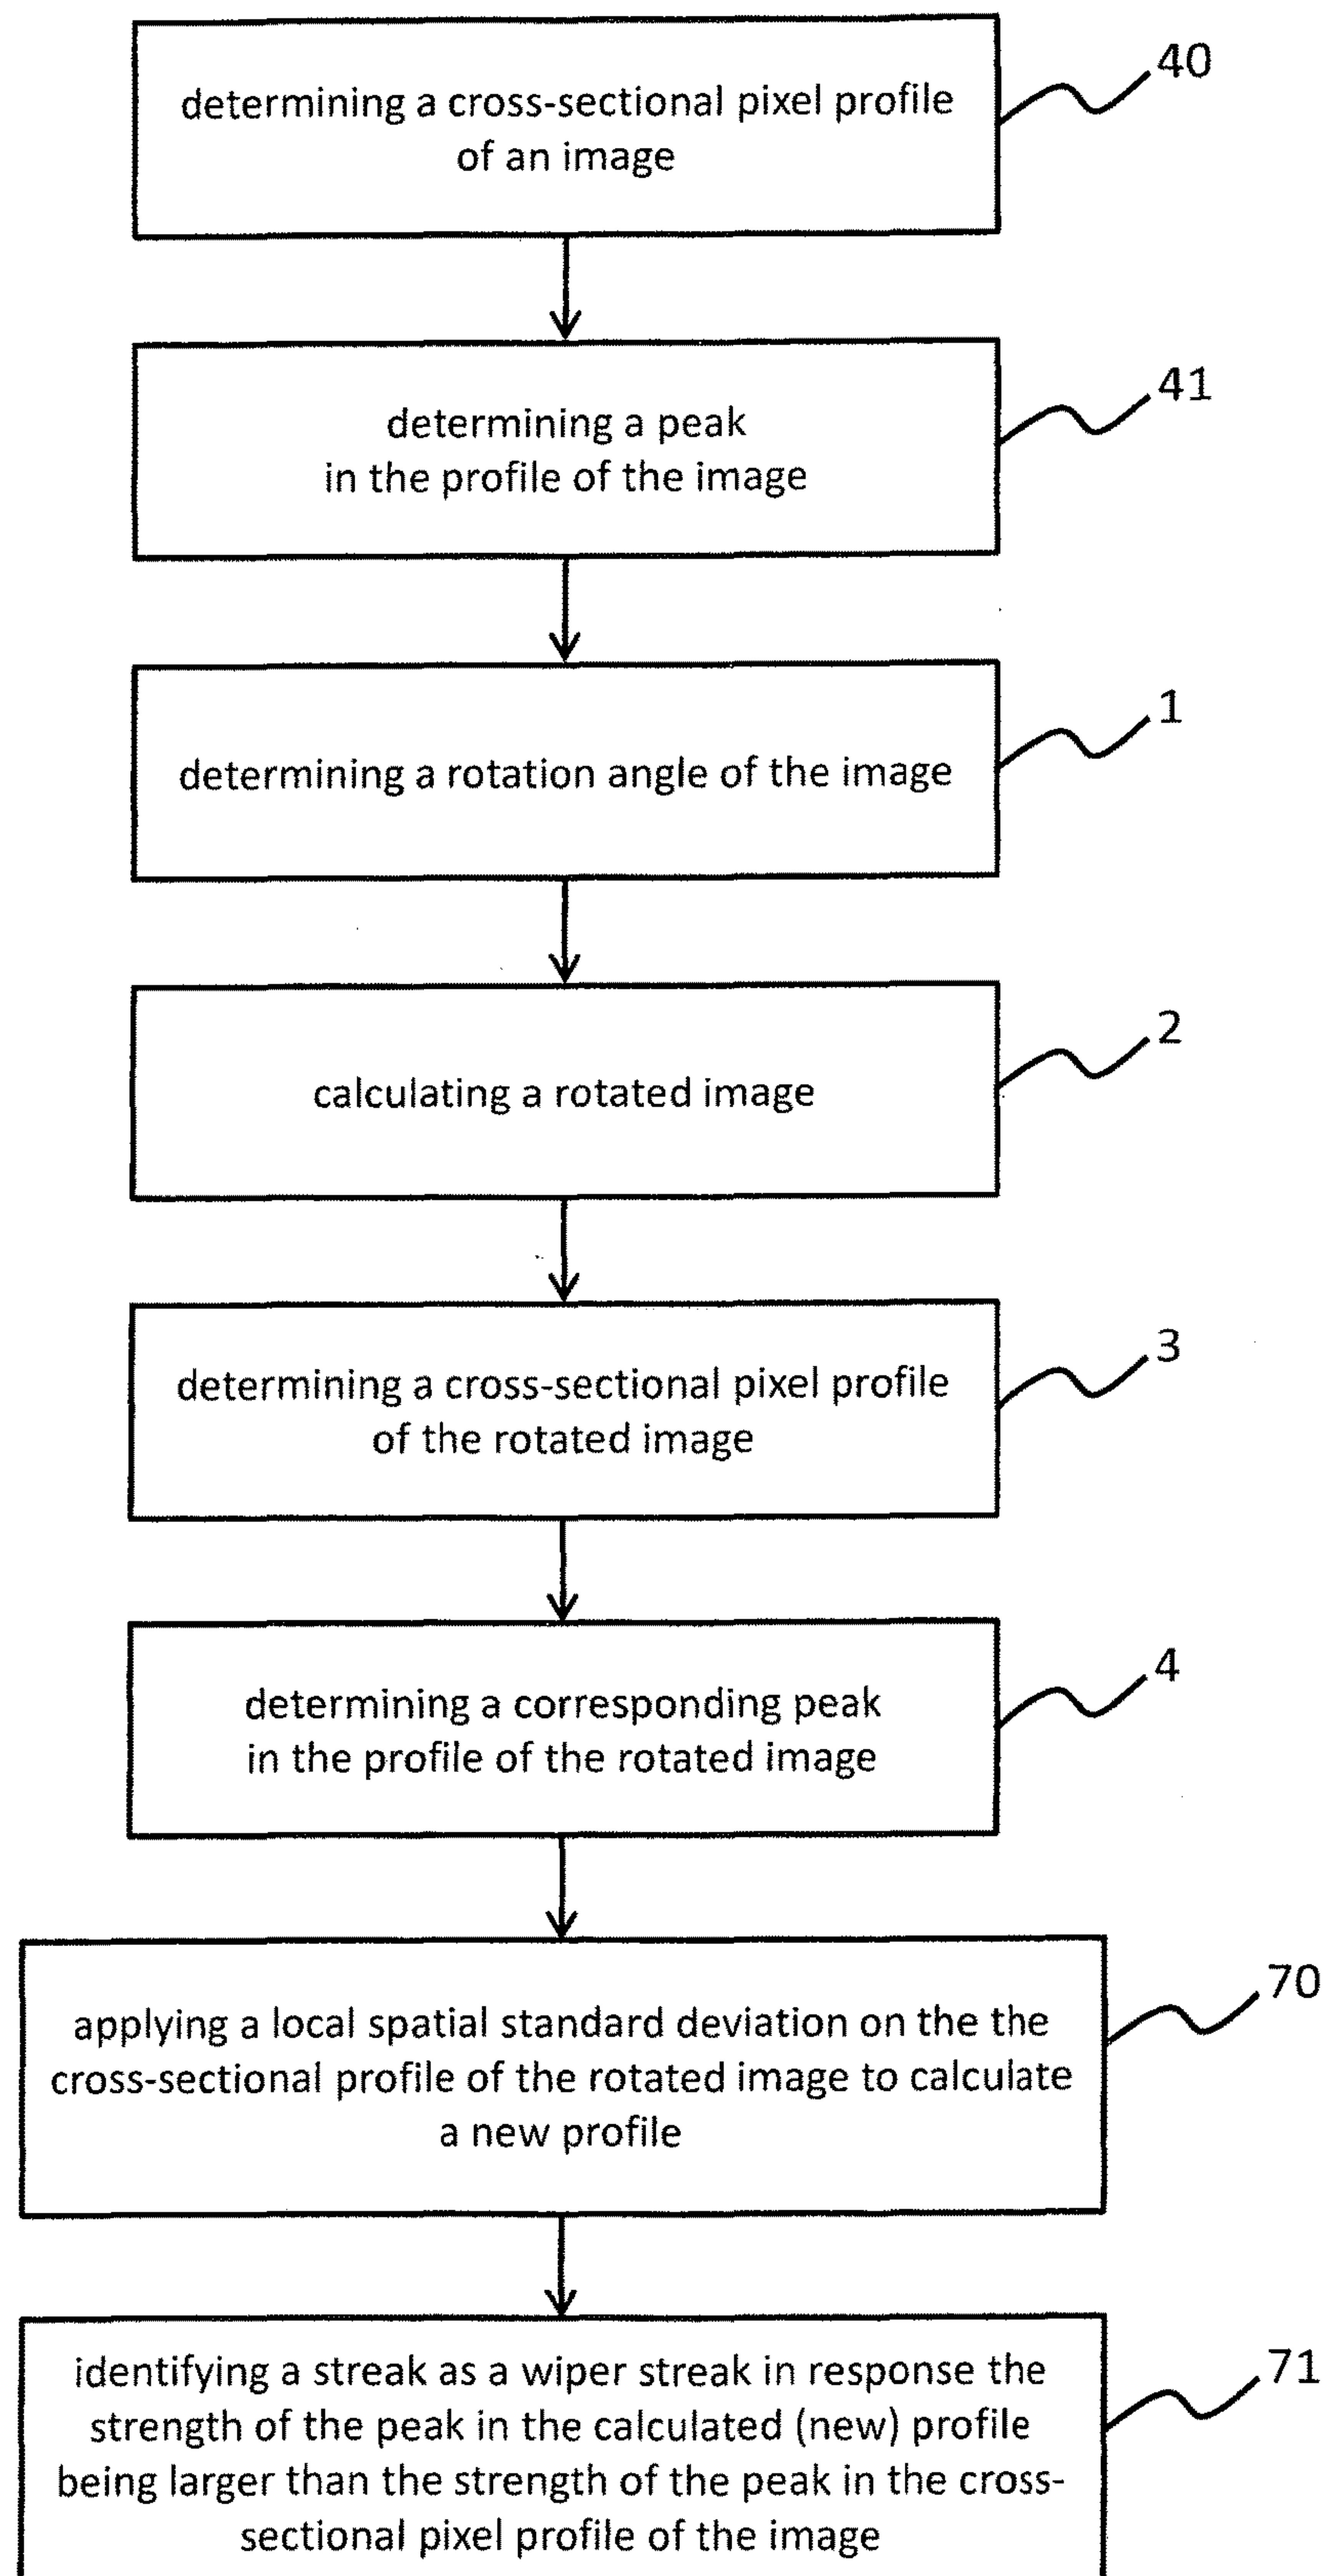 determining a cross-sectional pixel profile
of an image
40
determining a peak
in the profile of the image
41
determining a rotation angle of the image
1
calculating a rotated image
2
determining a cross-sectional pixel profile
of the rotated image
3
determining a corresponding peak
in the profile of the rotated image
4
applying a local spatial standard deviation on the the
cross-sectional profile of the rotated image to calculate
a new profile
70
identifying a streak as a wiper streak in response the
strength of the peak in the calculated (new) profile
being larger than the strength of the peak in the cross-
sectional pixel profile of the image
71